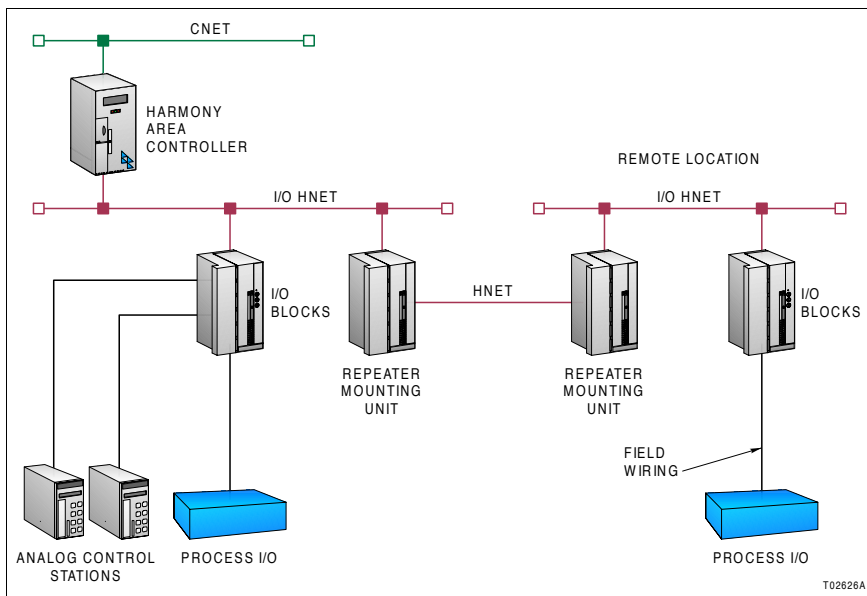 CNET
HARMONY
AREA
CONTROLLER
REMOTE LOCATION
I/O HNET
I/O HNET
I/O
BLOCKS
HNET
I/O
BLOCKS
REPEATER
MOUNTING
UNIT
REPEATER
MOUNTING
UNIT
FIELD
WIRING
ANALOG CONTROL
STATIONS
PROCESS I/O
PROCESS I/O
T02626A